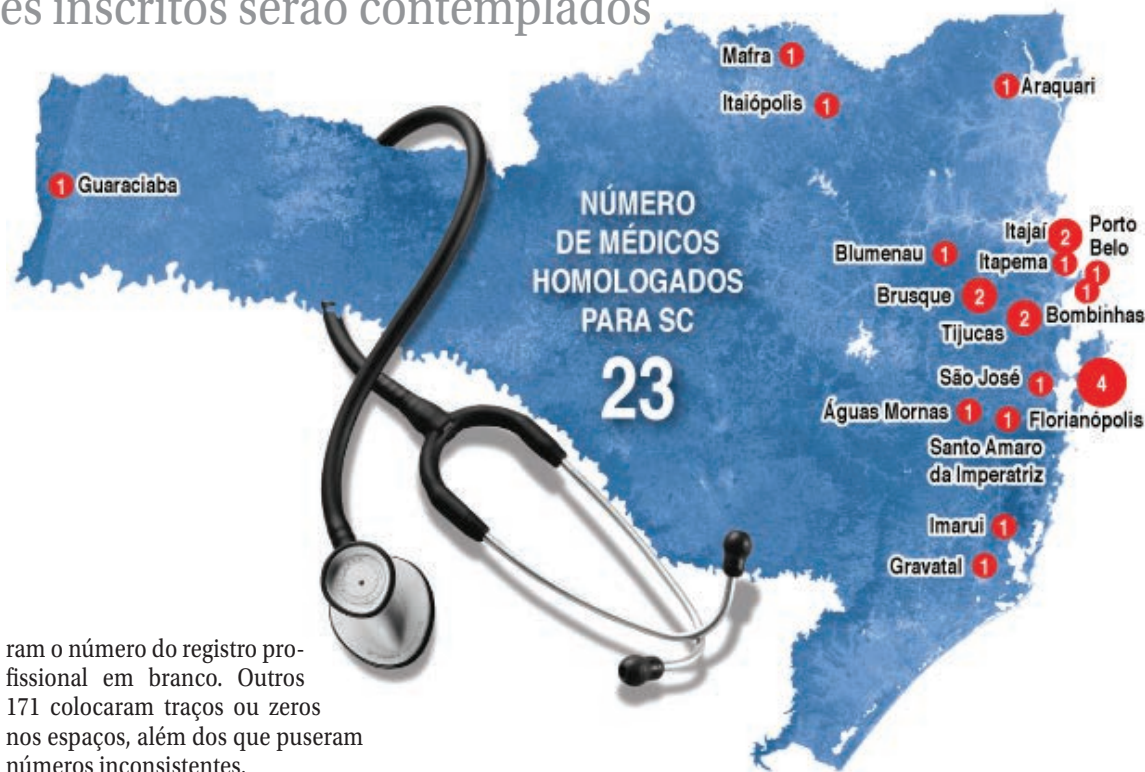 es inscritos serão contemplados
Mafra 1
1 Araquari
Itaiópolis 1
1 Guaraciaba
NÚMERO
DE MÉDICOS
HOMOLOGADOS
PARA SC
23
Itajaí 2
Porto
Belo
1
Blumenau 1
Itapema 1
Brusque 2
1
Bombinhas
Tijucas 2
São José 1
4
Florianópolis
Águas Mornas 1
1
Santo Amaro
da Imperatriz
Imarui 1
Gravatal 1
ram o número do registro pro-
fissional em branco. Outros
171 colocaram traços ou zeros
nos espaços, além dos que puseram
números inconsistentes.